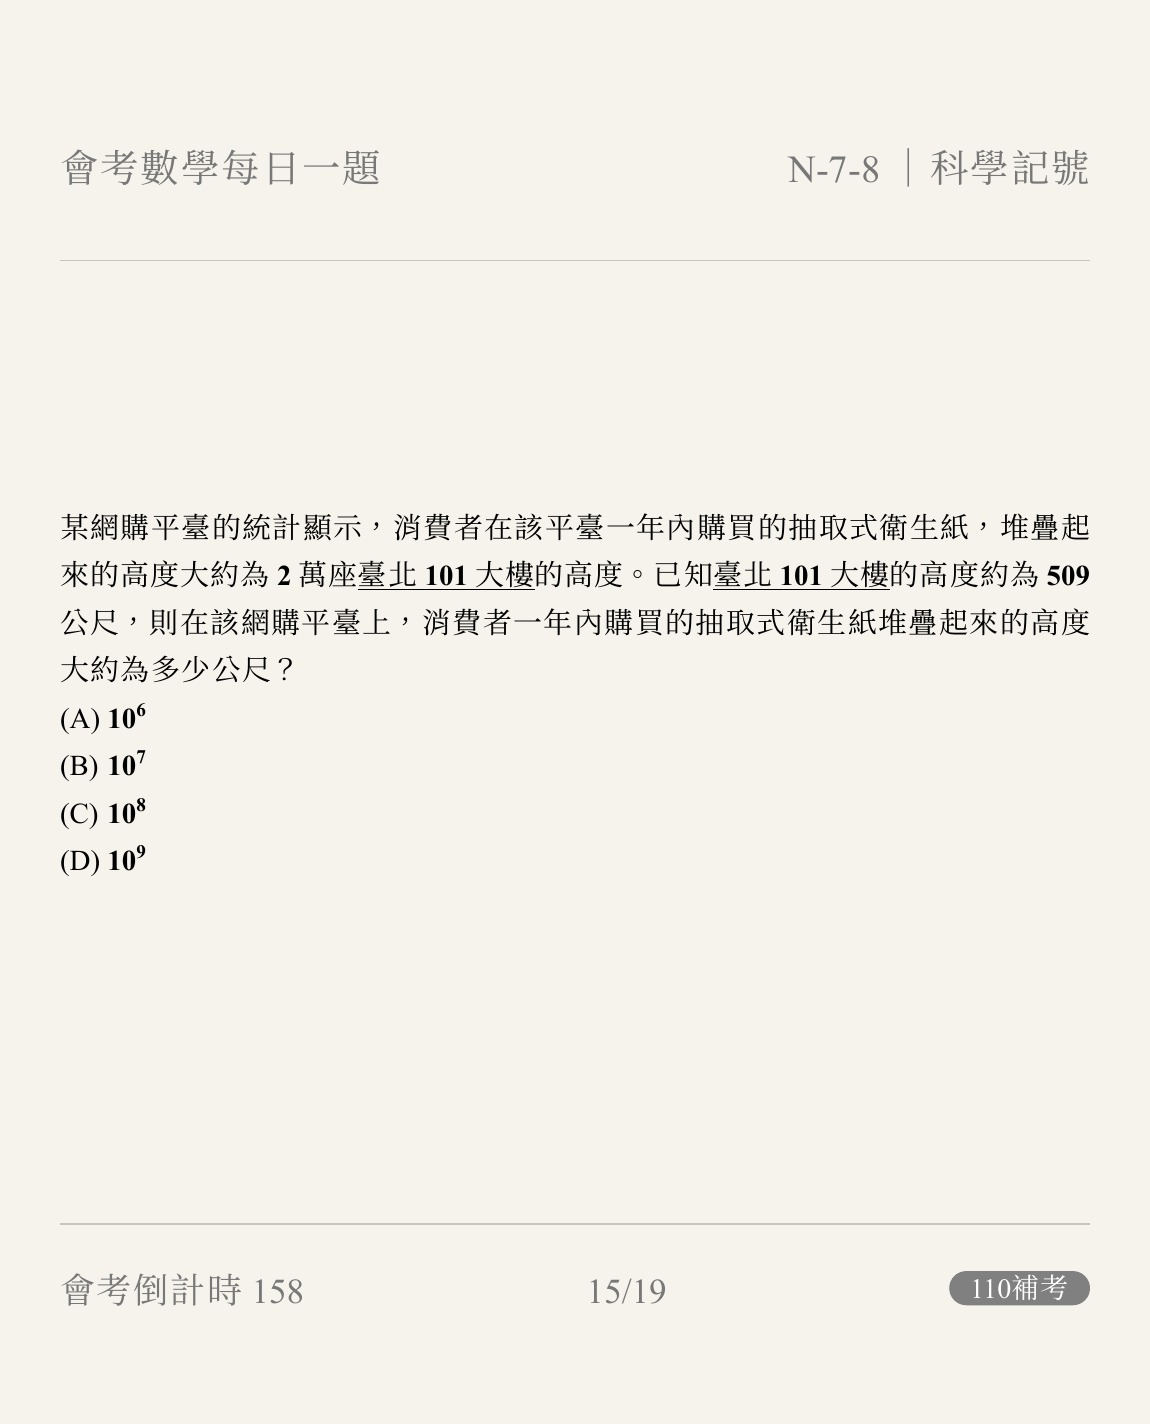 會考數學每日一題
N-7-8 ｜科學記號
某網購平臺的統計顯示，消費者在該平臺一年內購買的抽取式衛生紙，堆疊起
來的高度大約為 2 萬座臺北 101 大樓的高度。已知臺北 101 大樓的高度約為 509
公尺，則在該網購平臺上，消費者一年內購買的抽取式衛生紙堆疊起來的高度
大約為多少公尺？
(A) 10⁶
(B) 10⁷
(C) 10⁸
(D) 10⁹
會考倒計時 158
15/19
110補考